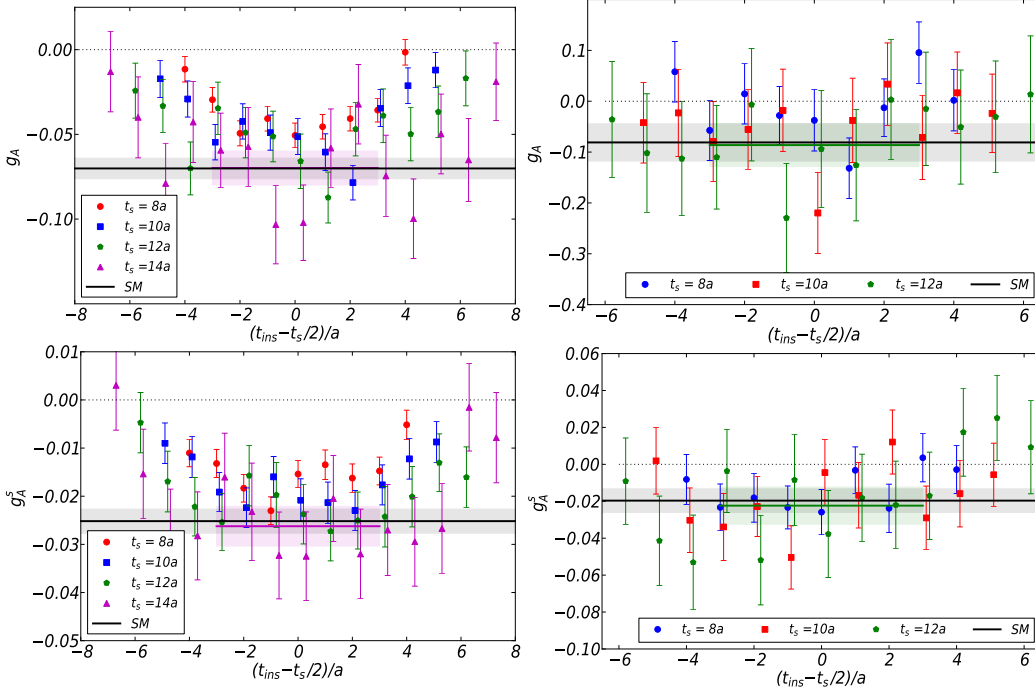 0.00
−0.05
−0.10
g_A
t_s = 8a
t_s =10a
t_s =12a
t_s =14a
SM
−8 −6 −4 −2 0 2 4 6 8
(t_ins−t_s/2)/a
0.1
0.0
−0.1
−0.2
−0.3
−0.4
g_A
t_s = 8a t_s =10a t_s =12a SM
−6 −4 −2 0 2 4 6
(t_ins−t_s/2)/a
0.01
0.00
−0.01
−0.02
−0.03
−0.04
−0.05
g_A^s
t_s = 8a
t_s =10a
t_s =12a
t_s =14a
SM
−8 −6 −4 −2 0 2 4 6 8
(t_ins−t_s/2)/a
0.06
0.04
0.02
0.00
−0.02
−0.04
−0.06
−0.08
−0.10
g_A^s
t_s = 8a t_s =10a t_s =12a SM
−6 −4 −2 0 2 4 6
(t_ins−t_s/2)/a